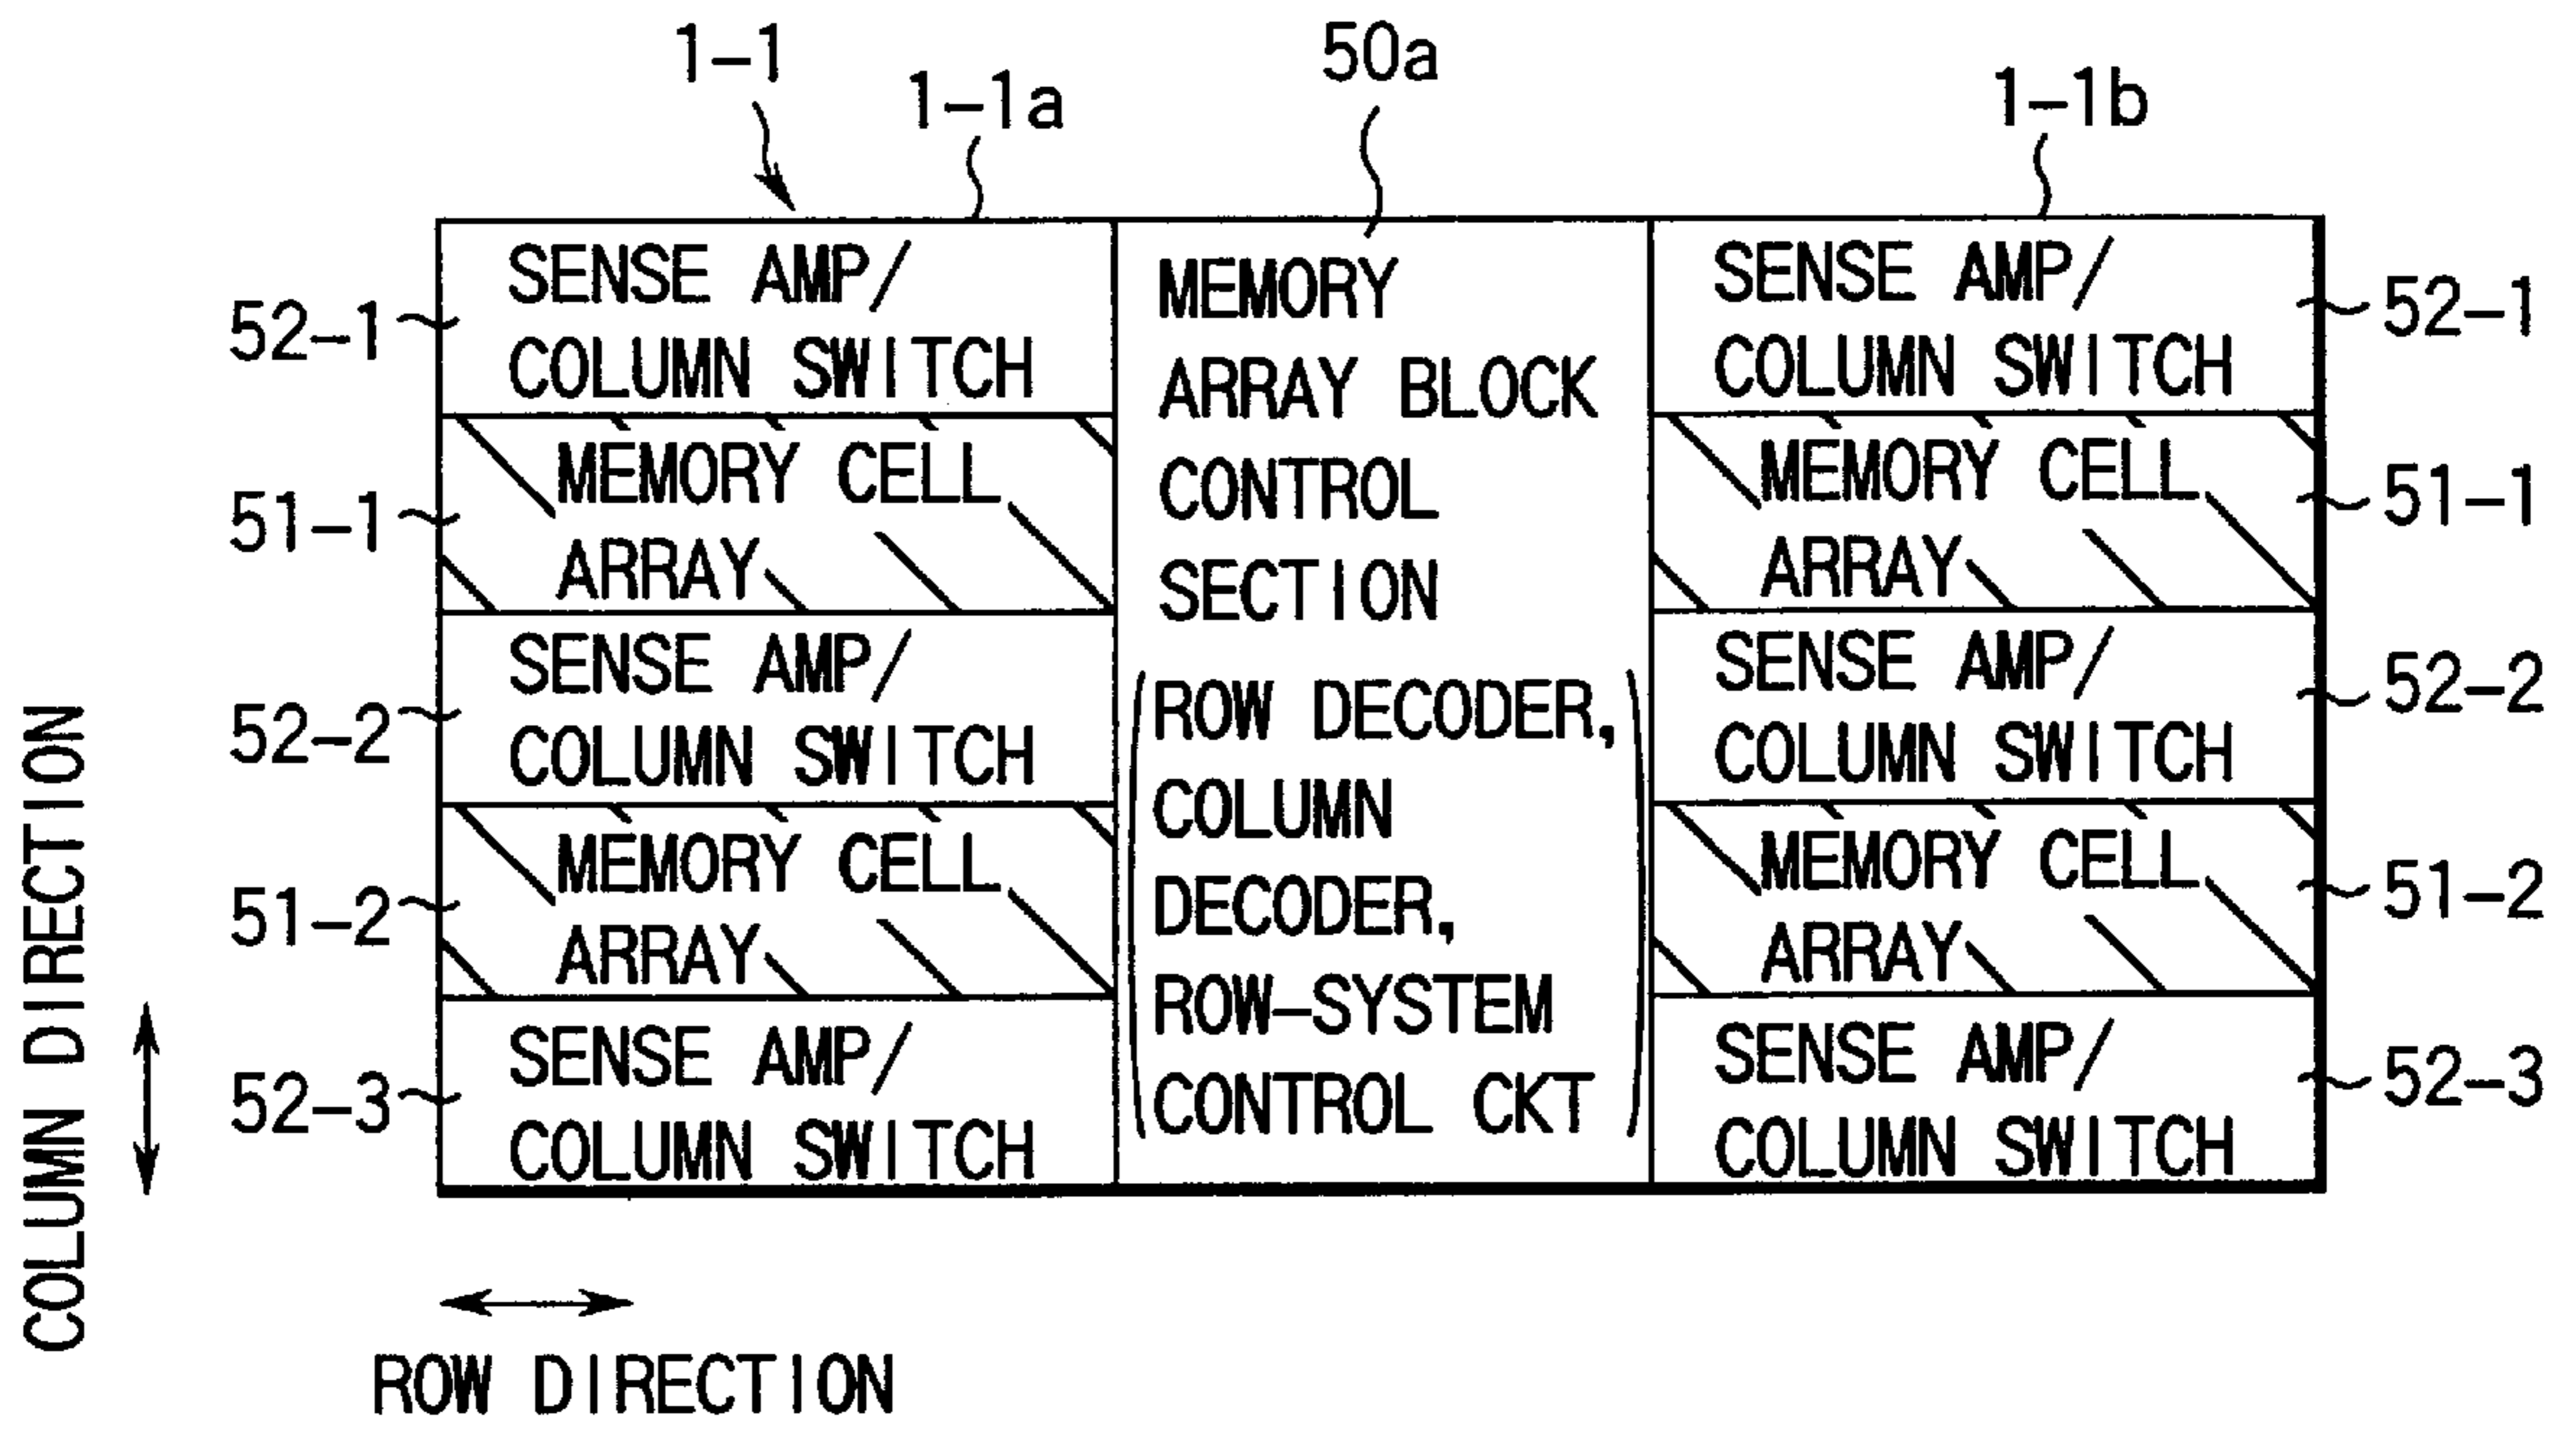 1-1
1-1a
50a
1-1b
SENSE AMP/
COLUMN SWITCH
52-1
MEMORY CELL
ARRAY
51-1
SENSE AMP/
COLUMN SWITCH
52-2
MEMORY CELL
ARRAY
51-2
SENSE AMP/
COLUMN SWITCH
52-3
MEMORY
ARRAY BLOCK
CONTROL
SECTION
(ROW DECODER,
COLUMN
DECODER,
ROW-SYSTEM
CONTROL CKT)
SENSE AMP/
COLUMN SWITCH
52-1
MEMORY CELL
ARRAY
51-1
SENSE AMP/
COLUMN SWITCH
52-2
MEMORY CELL
ARRAY
51-2
SENSE AMP/
COLUMN SWITCH
52-3
COLUMN DIRECTION
ROW DIRECTION